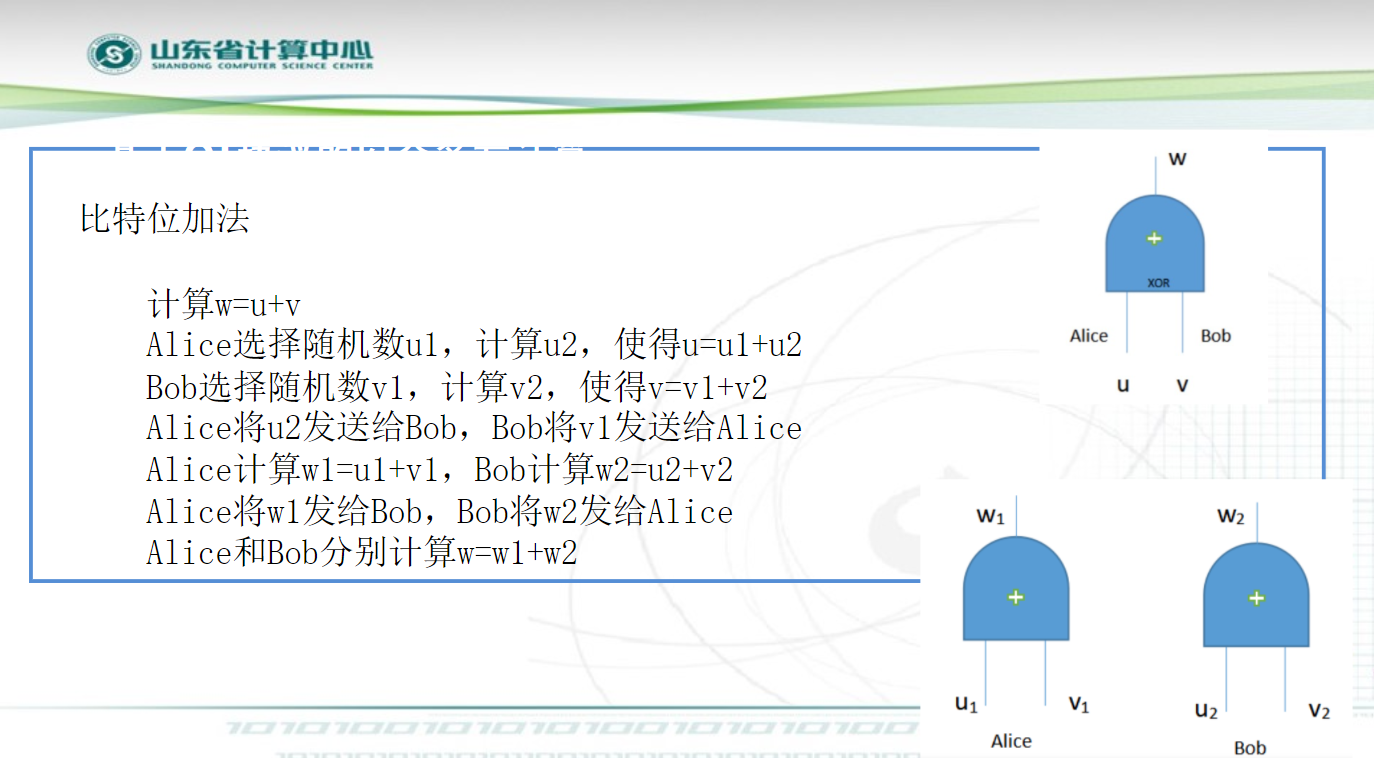 山东省计算中心
SHANDONG COMPUTER SCIENCE CENTER
比特位加法
计算w=u+v
Alice选择随机数u1，计算u2，使得u=u1+u2
Bob选择随机数v1，计算v2，使得v=v1+v2
Alice将u2发送给Bob，Bob将v1发送给Alice
Alice计算w1=u1+v1，Bob计算w2=u2+v2
Alice将w1发给Bob，Bob将w2发给Alice
Alice和Bob分别计算w=w1+w2
w
+
XOR
Alice Bob
u v
w1 w2
+ +
u1 v1 u2 v2
Alice Bob